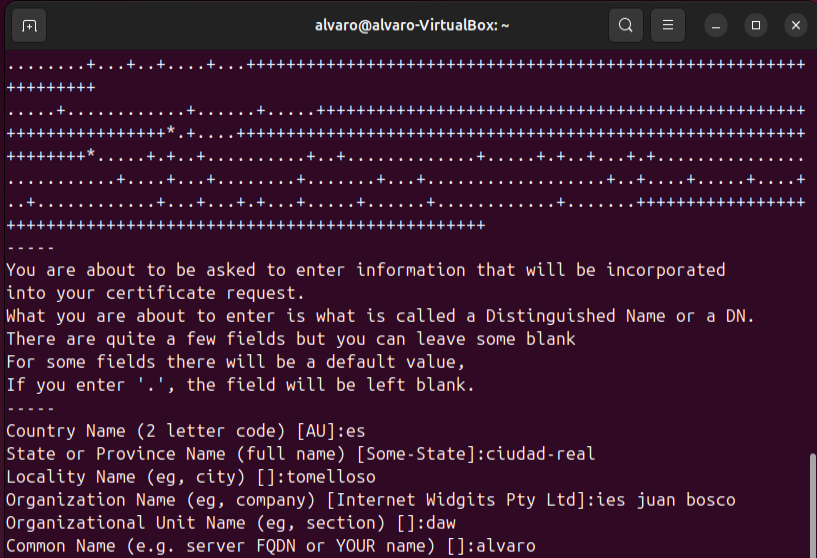 alvaro@alvaro-VirtualBox: ~
........+...+..+....+...++++++++++++++++++++++++++++++++++++++++++++++++++++++++
+++++++++
.....+............+......+.....+++++++++++++++++++++++++++++++++++++++++++++++++
++++++++++++++++*.+....+++++++++++++++++++++++++++++++++++++++++++++++++++++++++
++++++++*.....+.+..+..........+..+.............+.....+.+..+...+.+...............
...........+....+...+........+.......+...+..................+..+....+.....+....+
..+............+...+...+.+...+.....+......+............+.......+++++++++++++++++
++++++++++++++++++++++++++++++++++++++++++++++++
-----
You are about to be asked to enter information that will be incorporated
into your certificate request.
What you are about to enter is what is called a Distinguished Name or a DN.
There are quite a few fields but you can leave some blank
For some fields there will be a default value,
If you enter '.', the field will be left blank.
-----
Country Name (2 letter code) [AU]:es
State or Province Name (full name) [Some-State]:ciudad-real
Locality Name (eg, city) []:tomelloso
Organization Name (eg, company) [Internet Widgits Pty Ltd]:ies juan bosco
Organizational Unit Name (eg, section) []:daw
Common Name (e.g. server FQDN or YOUR name) []:alvaro